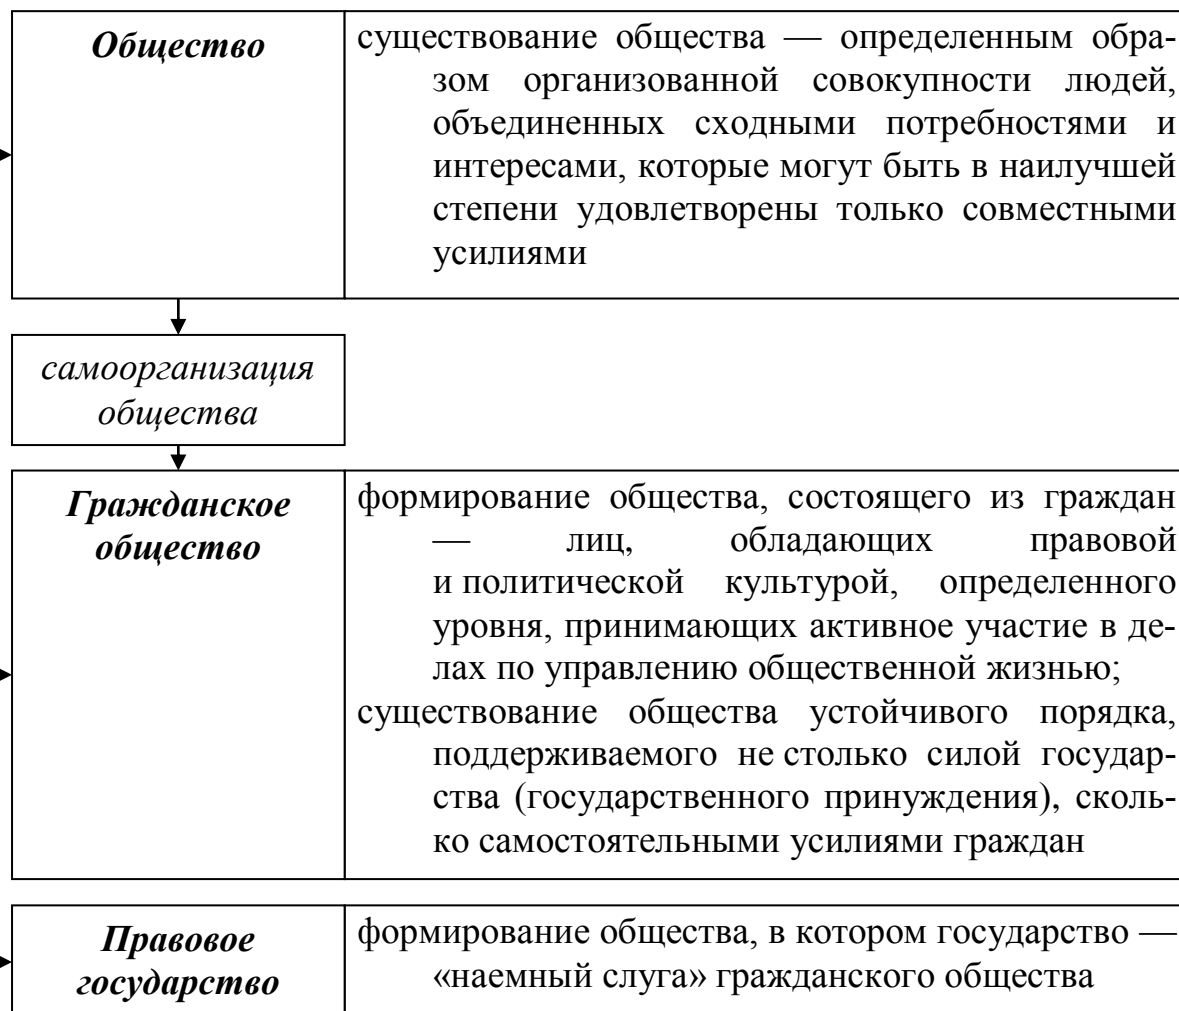 Общество
существование общества — определенным обра-
зом организованной совокупности людей,
объединенных сходными потребностями и
интересами, которые могут быть в наилучшей
степени удовлетворены только совместными
усилиями
самоорганизация
общества
Гражданское
общество
формирование общества, состоящего из граждан
— лиц, обладающих правовой
и политической культурой, определенного
уровня, принимающих активное участие в де-
лах по управлению общественной жизнью;
существование общества устойчивого порядка,
поддерживаемого не столько силой государ-
ства (государственного принуждения), сколь-
ко самостоятельными усилиями граждан
Правовое
государство
формирование общества, в котором государство —
«наемный слуга» гражданского общества